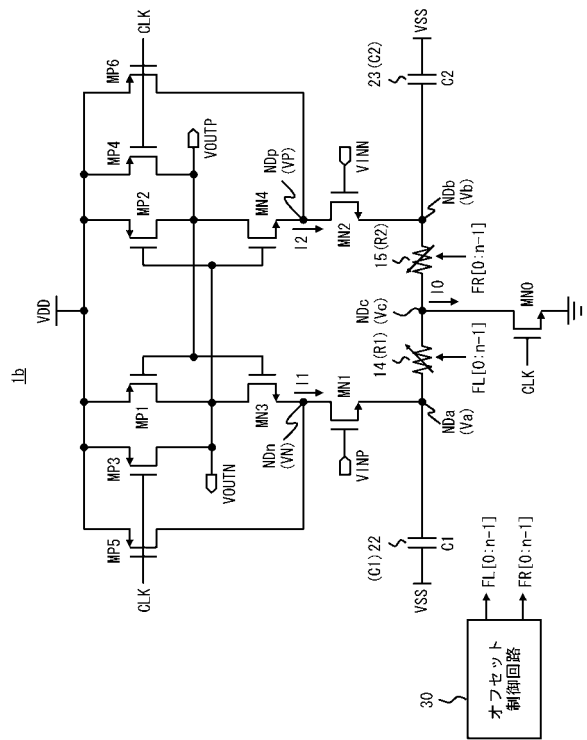 1b
VDD
CLK
MP5
MP3
MP1
MP2
MP4
MP6
CLK
VOUTN
VOUTP
MN3
MN4
NDn
(VN)
I1
NDp
(VP)
I2
VINP
MN1
MN2
VINN
VSS
(C1)22
C1
NDa
(Va)
14(R1)
FL[0:n-1]
NDc
(Vc)
I0
15(R2)
FR[0:n-1]
NDb
(Vb)
23(C2)
C2
VSS
CLK
MN0
30
オフセット
制御回路
FL[0:n-1]
FR[0:n-1]